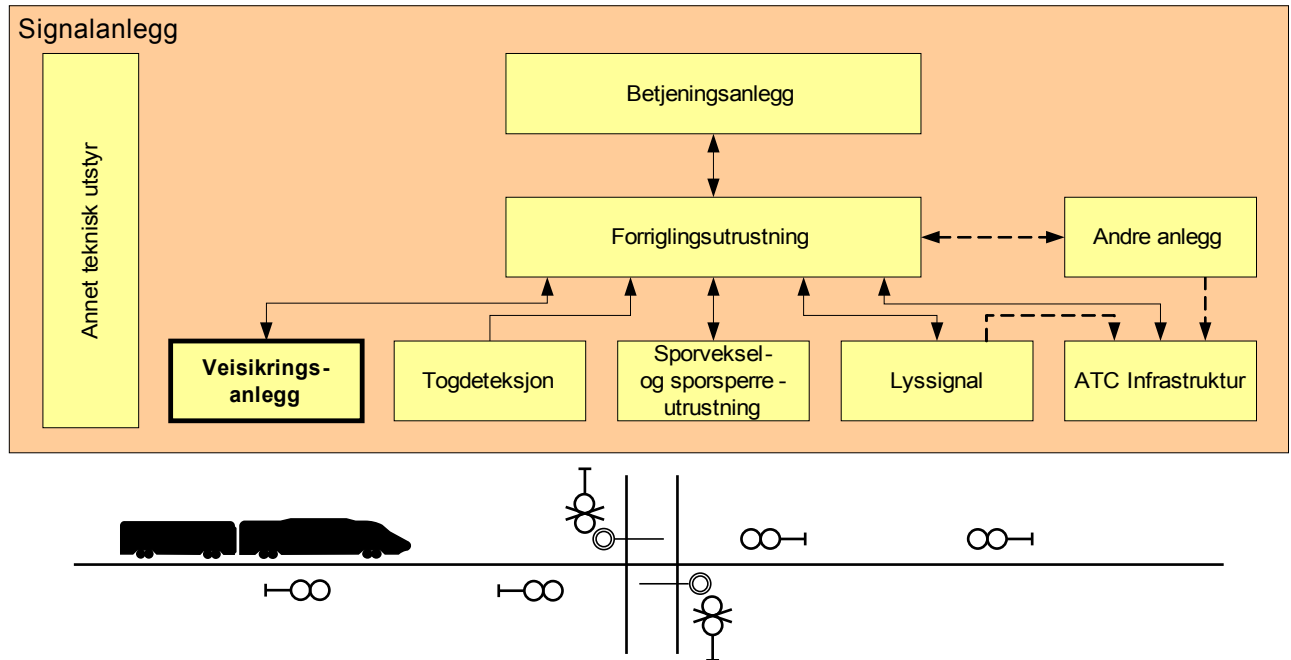 Signalanlegg
Annet teknisk utstyr
Betjeningsanlegg
Forriglingsutrustning
Andre anlegg
Veisikrings-
anlegg
Togdeteksjon
Sporveksel-
og sporsperre-
utrustning
Lyssignal
ATC Infrastruktur